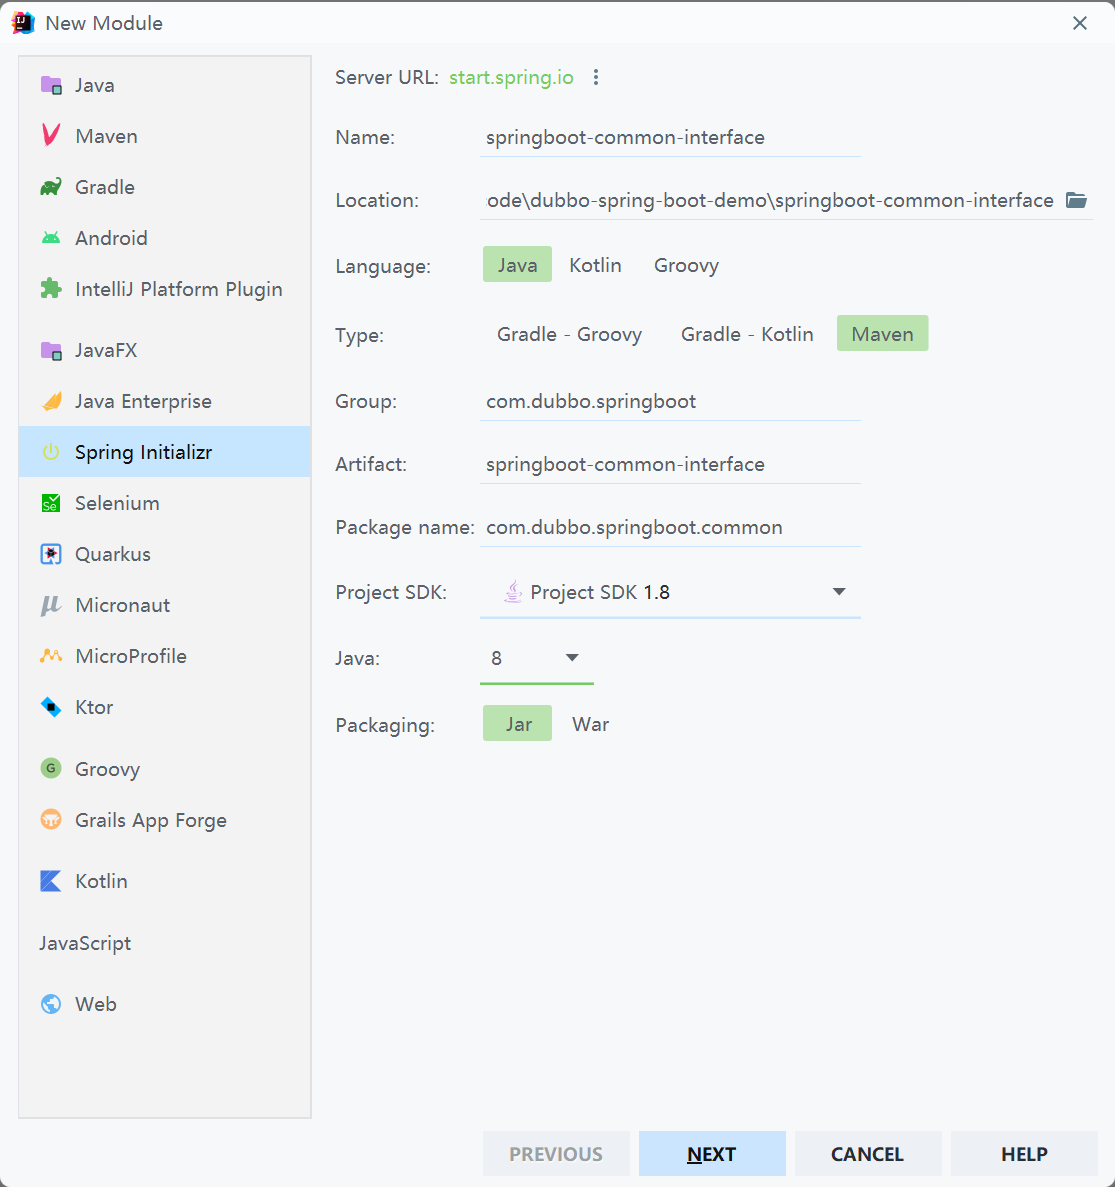 New Module
Java
Maven
Gradle
Android
IntelliJ Platform Plugin
JavaFX
Java Enterprise
Spring Initializr
Selenium
Quarkus
Micronaut
MicroProfile
Ktor
Groovy
Grails App Forge
Kotlin
JavaScript
Web
Server URL: start.spring.io
Name: springboot-common-interface
Location: ode\dubbo-spring-boot-demo\springboot-common-interface
Language: Java Kotlin Groovy
Type: Gradle - Groovy Gradle - Kotlin Maven
Group: com.dubbo.springboot
Artifact: springboot-common-interface
Package name: com.dubbo.springboot.common
Project SDK: Project SDK 1.8
Java: 8
Packaging: Jar War
PREVIOUS NEXT CANCEL HELP